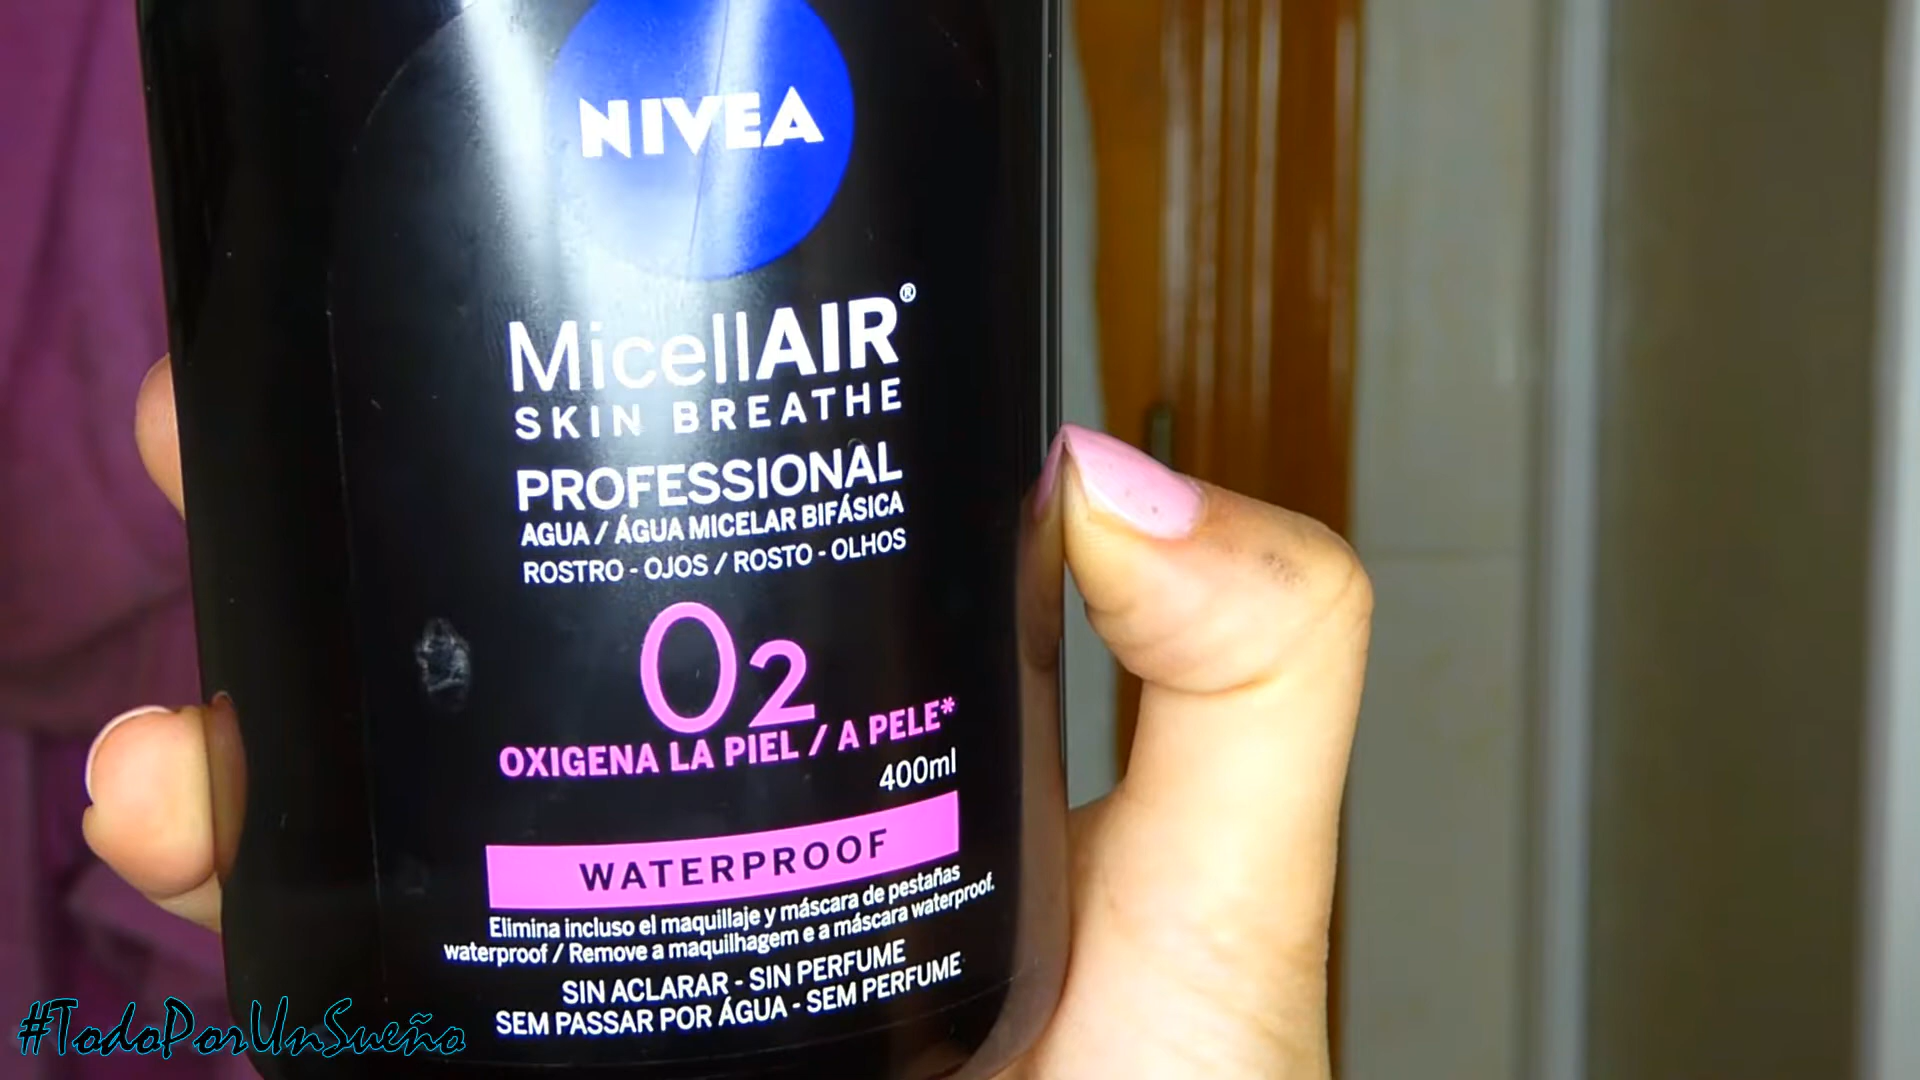 NIVEA
MicellAIR®
SKIN BREATHE
PROFESSIONAL
AGUA / ÁGUA MICELAR BIFÁSICA
ROSTRO - OJOS / ROSTO - OLHOS
O2
OXIGENA LA PIEL / A PELE*
400ml
WATERPROOF
Elimina incluso el maquillaje y máscara de pestañas
waterproof / Remove a maquilhagem e a máscara waterproof.
SIN ACLARAR - SIN PERFUME
SEM PASSAR POR ÁGUA - SEM PERFUME
#TodoPorUnSueño